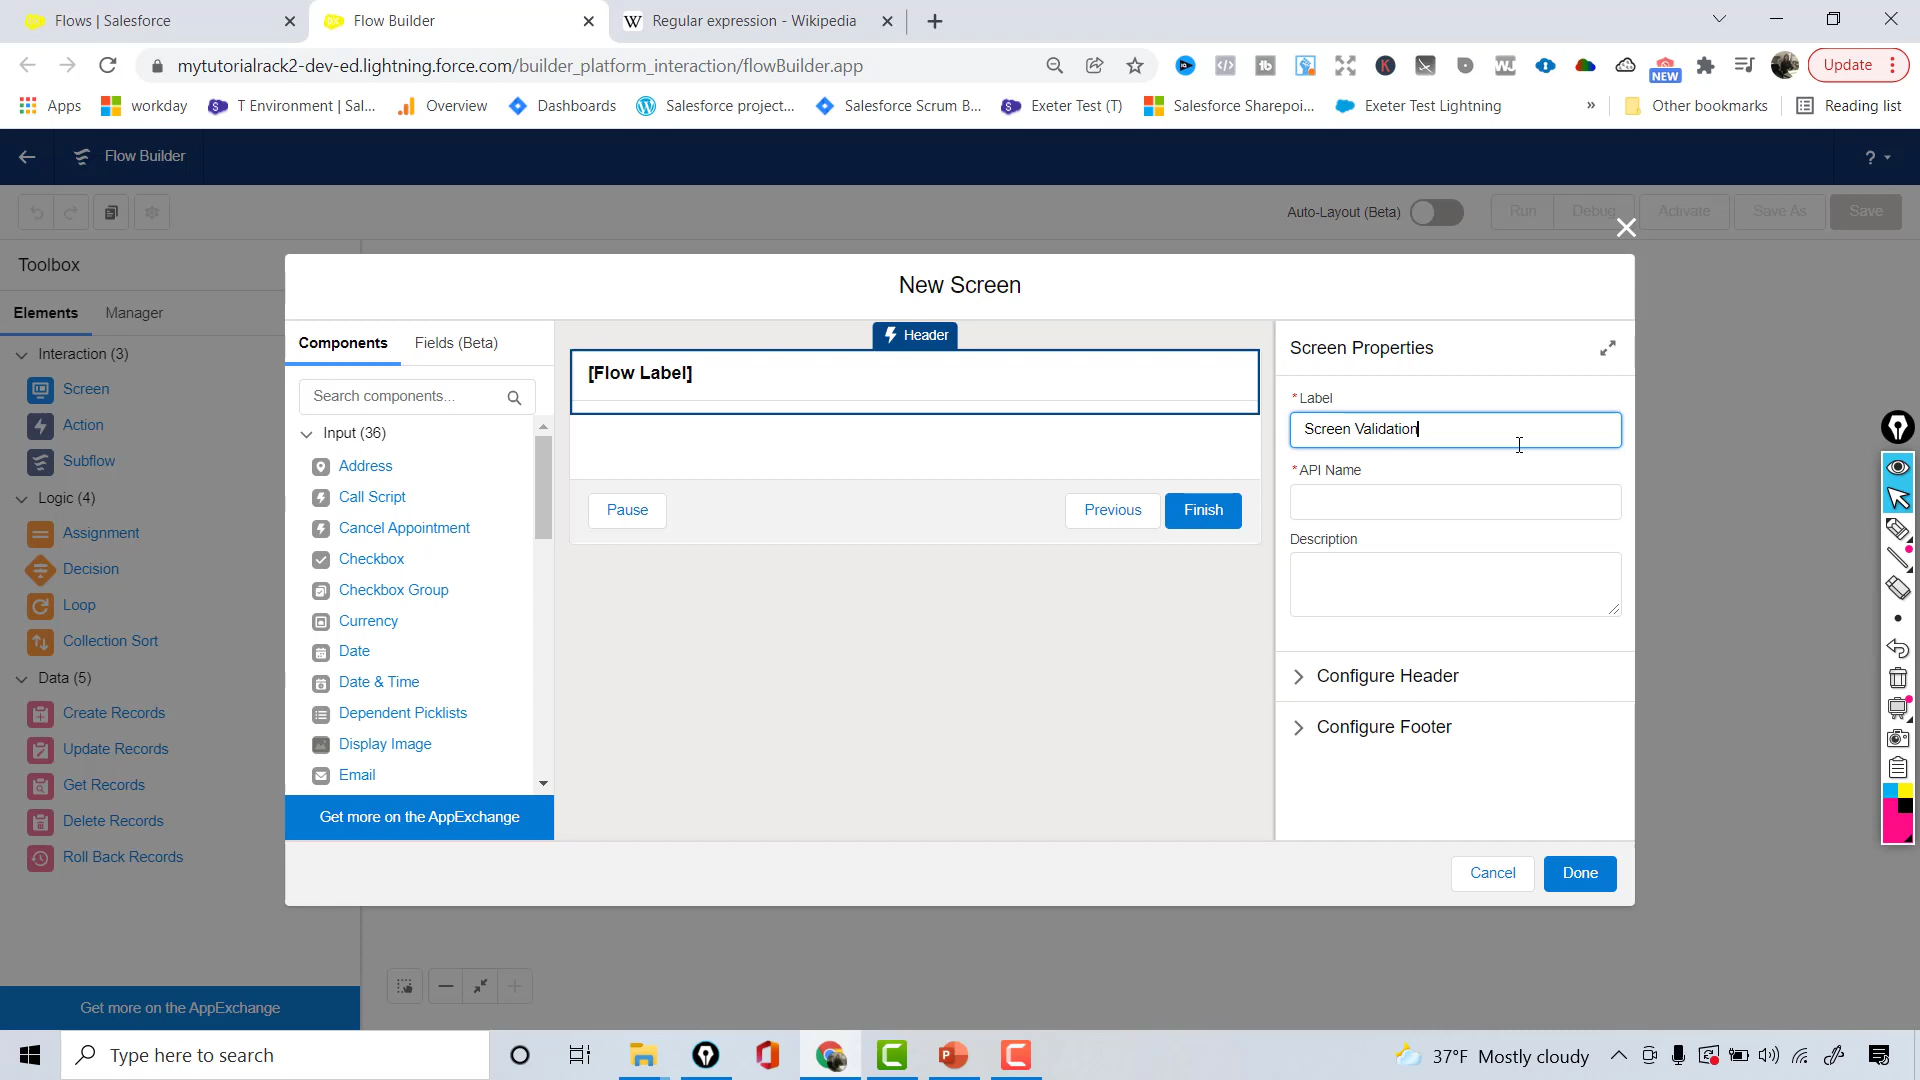 Flows | Salesforce
Flow Builder
W Regular expression - Wikipedia
mytutorialrack2-dev-ed.lightning.force.com/builder_platform_interaction/flowBuilder.app
NEW
Update
Apps
workday
T Environment | Sal...
Overview
Dashboards
Salesforce project...
Salesforce Scrum B...
Exeter Test (T)
Salesforce Sharepoi...
Exeter Test Lightning
»
Other bookmarks
Reading list
Flow Builder
?
Auto-Layout (Beta)
Run
Debug
Activate
Save As
Save
Toolbox
Elements
Manager
Interaction (3)
Screen
Action
Subflow
Logic (4)
Assignment
Decision
Loop
Collection Sort
Data (5)
Create Records
Update Records
Get Records
Delete Records
Roll Back Records
Get more on the AppExchange
New Screen
Components
Fields (Beta)
Search components...
Input (36)
Address
Call Script
Cancel Appointment
Checkbox
Checkbox Group
Currency
Date
Date & Time
Dependent Picklists
Display Image
Email
Get more on the AppExchange
Header
[Flow Label]
Pause
Previous
Finish
Screen Properties
* Label
Screen Validation
* API Name
Description
Configure Header
Configure Footer
Cancel
Done
Type here to search
37°F Mostly cloudy